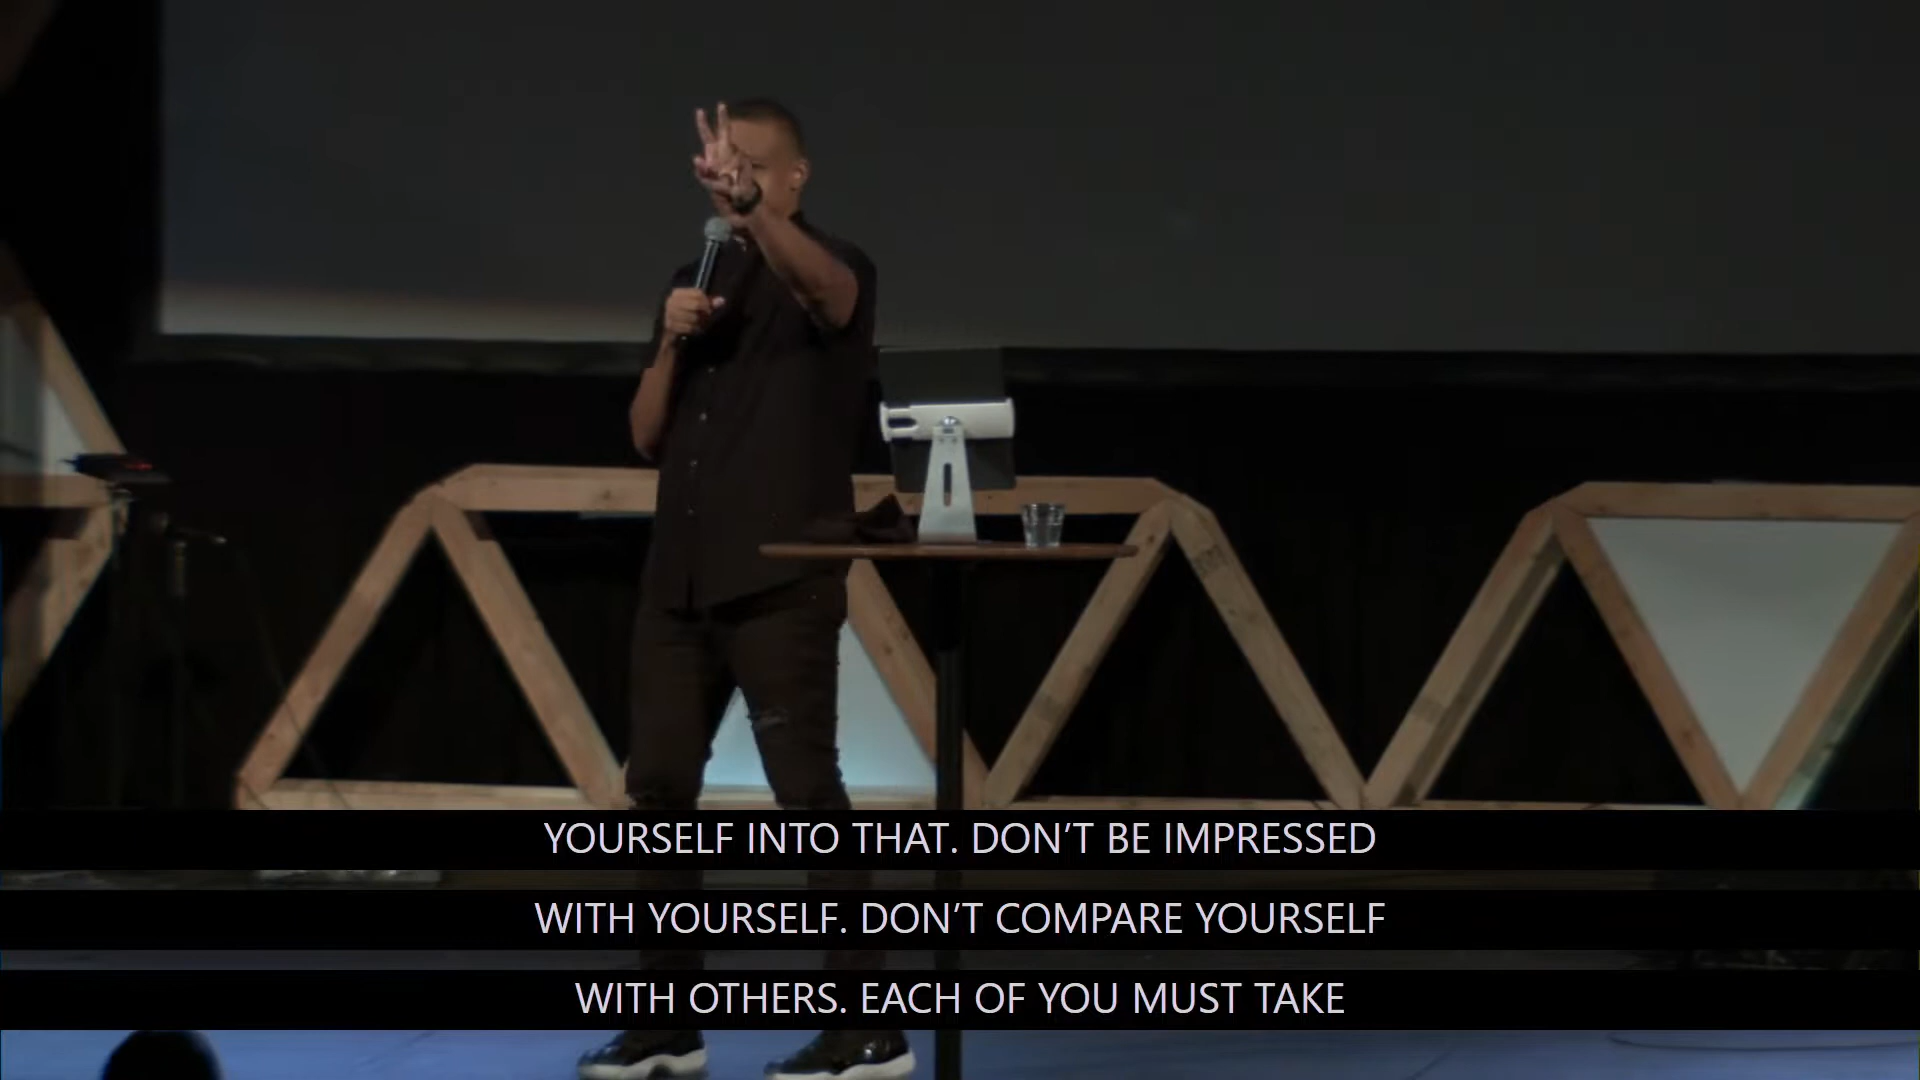 YOURSELF INTO THAT. DON’T BE IMPRESSED
WITH YOURSELF. DON’T COMPARE YOURSELF
WITH OTHERS. EACH OF YOU MUST TAKE